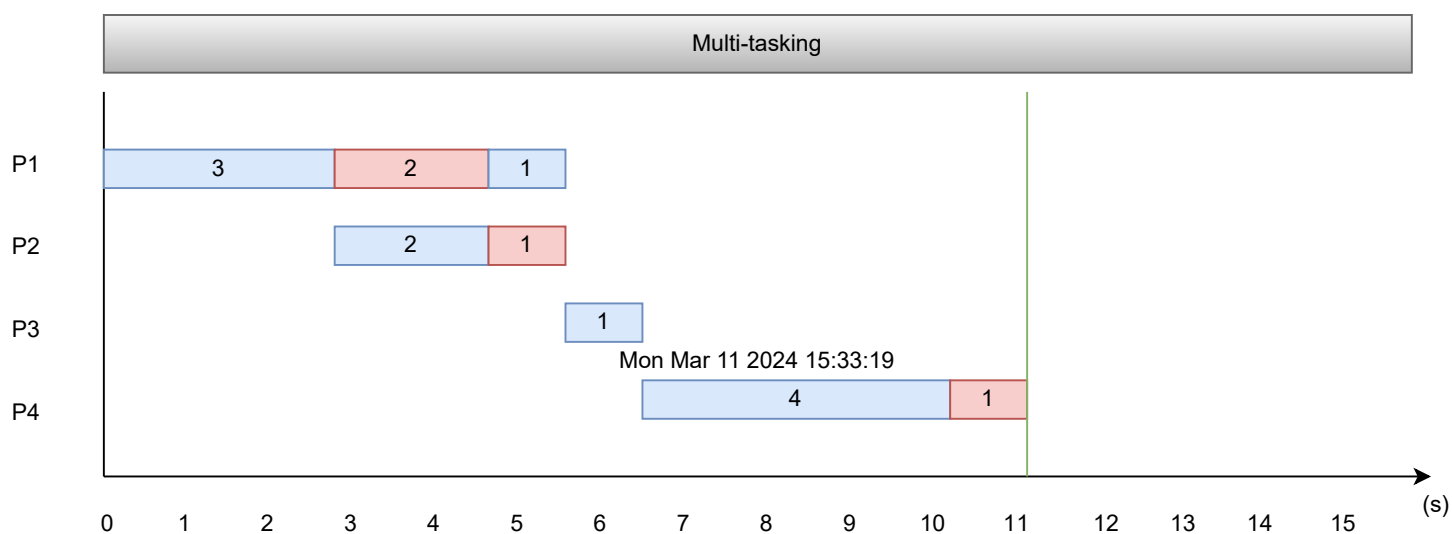 Multi-tasking
P1 3 2 1
P2 2 1
P3 1
Mon Mar 11 2024 15:33:19
P4 4 1
(s)
0 1 2 3 4 5 6 7 8 9 10 11 12 13 14 15